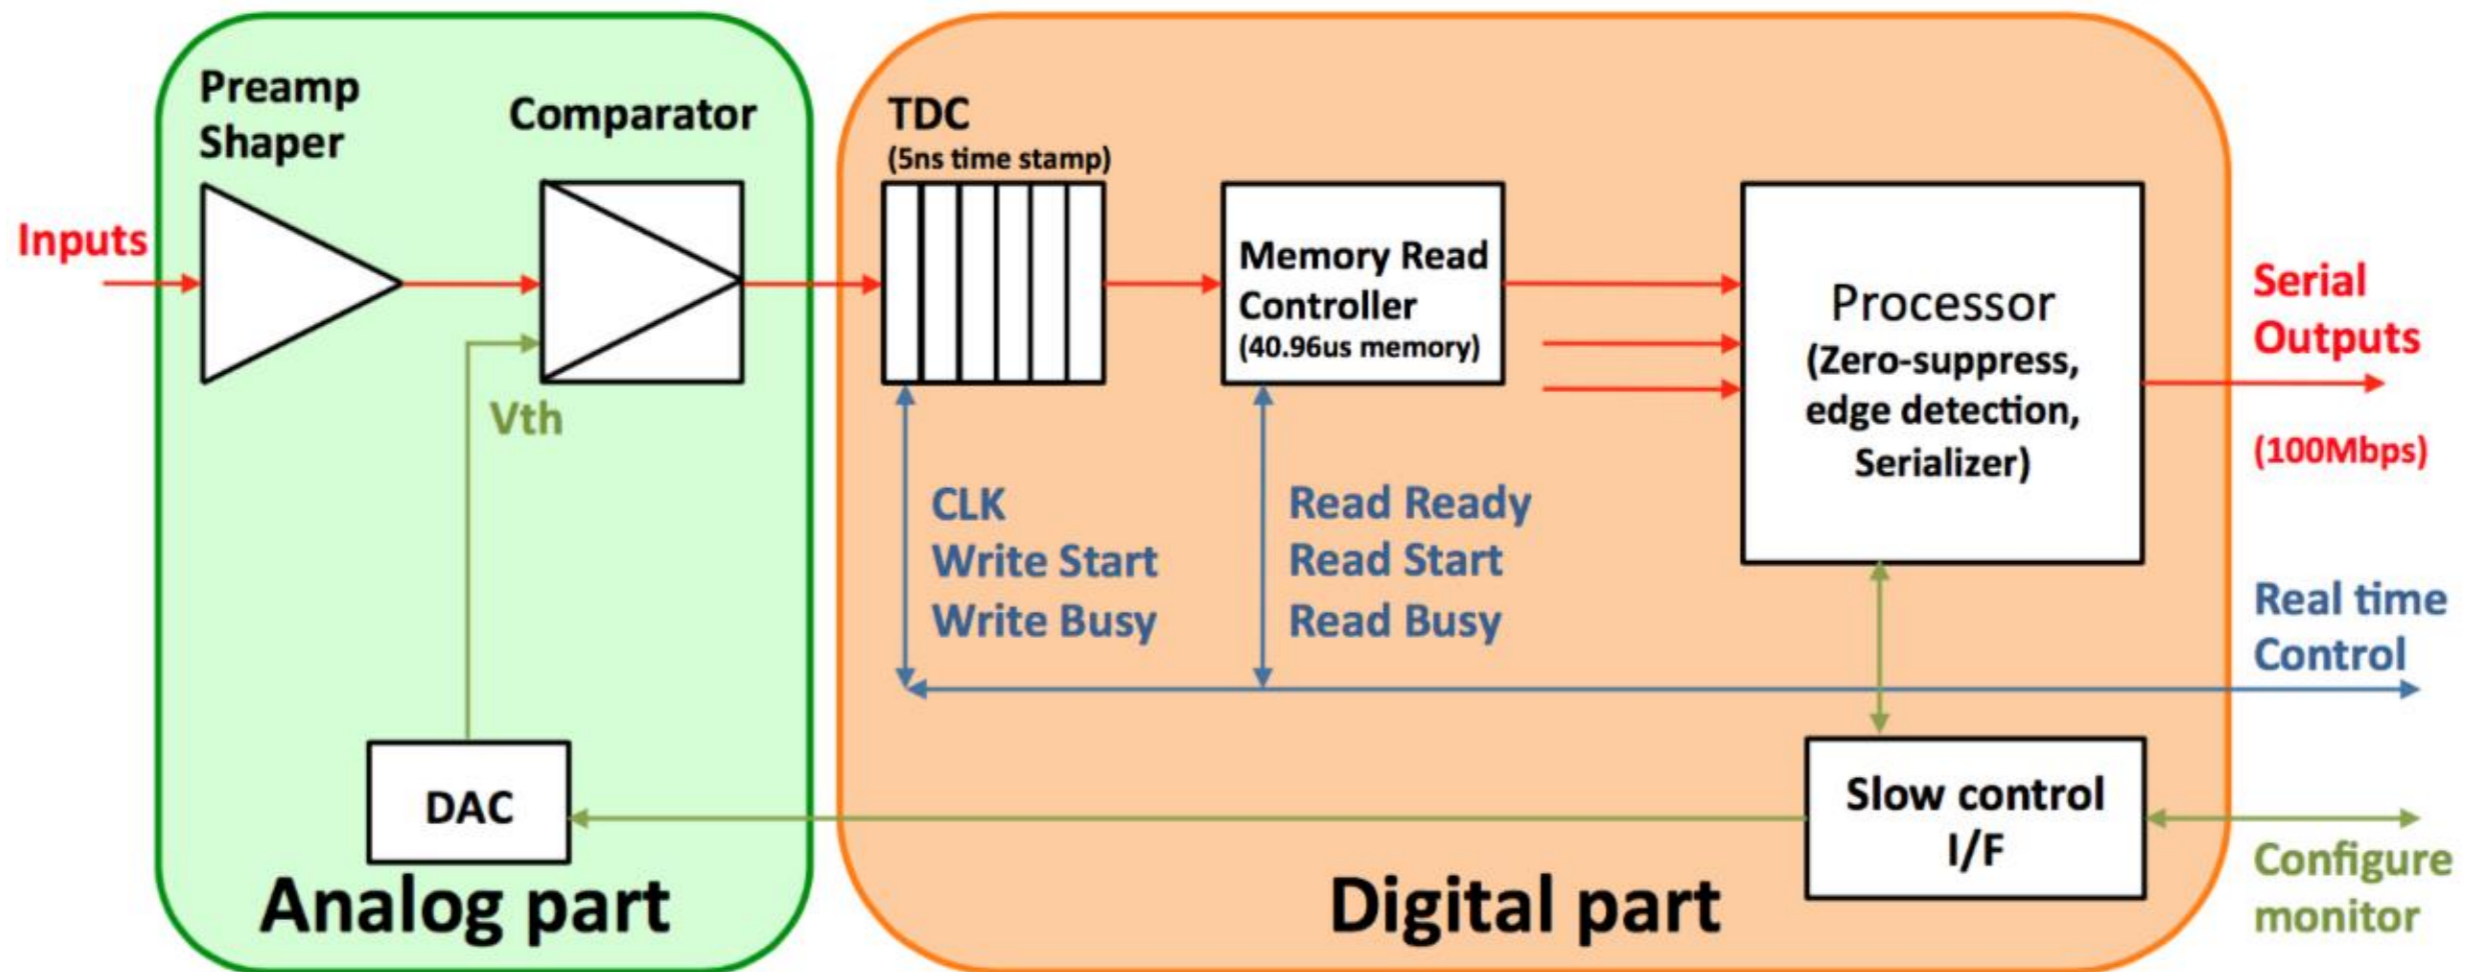 Preamp
Shaper
Comparator
TDC
(5ns time stamp)
Inputs
Memory Read
Controller
(40.96us memory)
Processor
(Zero-suppress,
edge detection,
Serializer)
Serial
Outputs
(100Mbps)
Vth
CLK
Write Start
Write Busy
Read Ready
Read Start
Read Busy
Real time
Control
DAC
Slow control
I/F
Configure
monitor
Analog part
Digital part